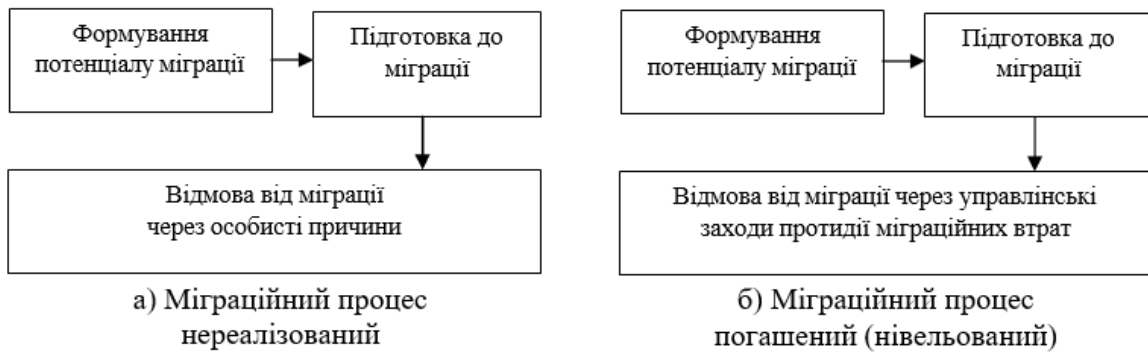 Формування
потенціалу міграції
Підготовка до
міграції
Відмова від міграції
через особисті причини
а) Міграційний процес
нереалізований
Формування
потенціалу міграції
Підготовка до
міграції
Відмова від міграції через управлінські
заходи протидії міграційних втрат
б) Міграційний процес
погашений (нівельований)